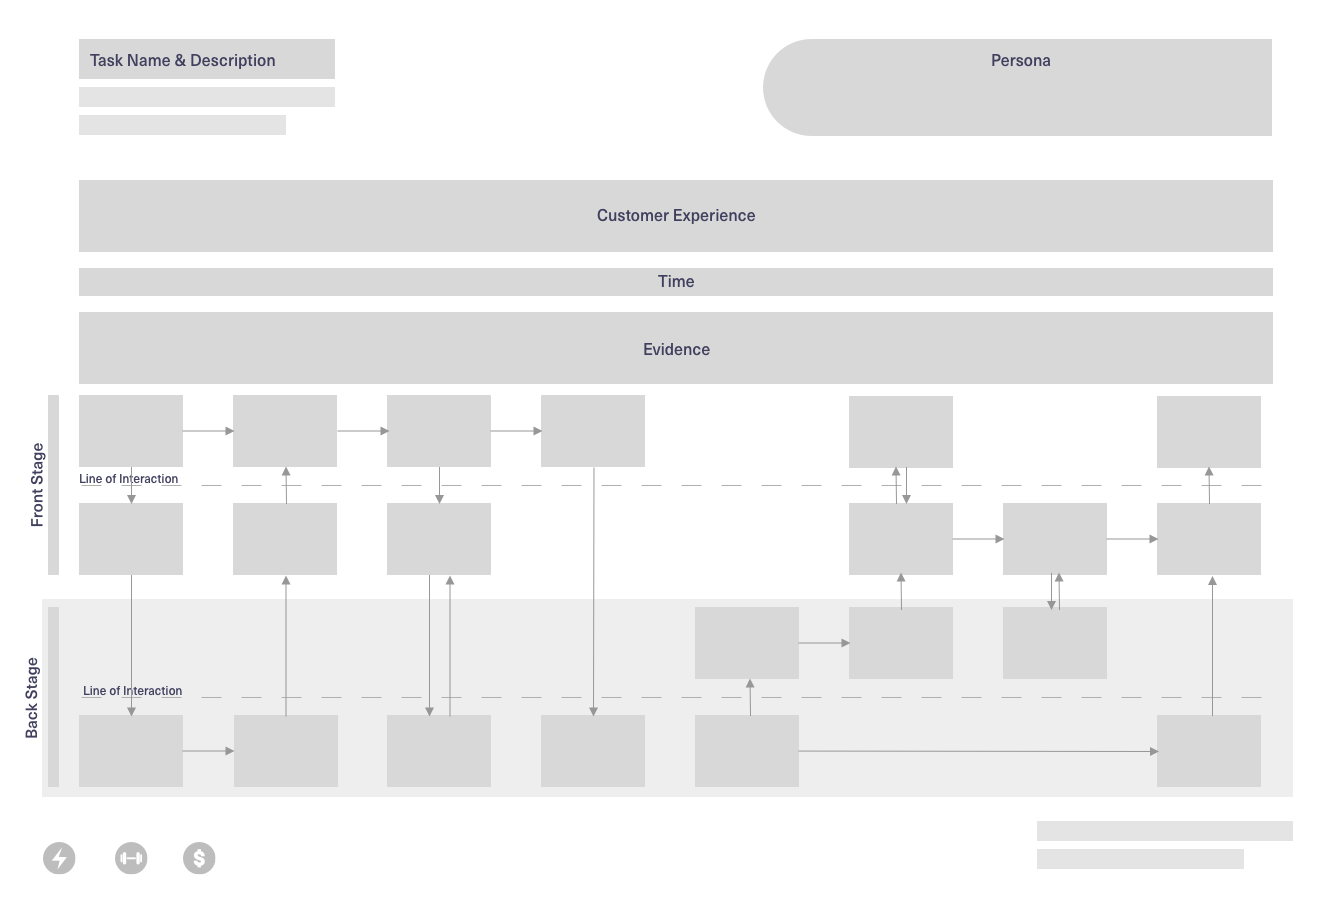 Task Name & Description
Persona
Customer Experience
Time
Evidence
Front Stage
Line of Interaction
Back Stage
Line of Interaction
$